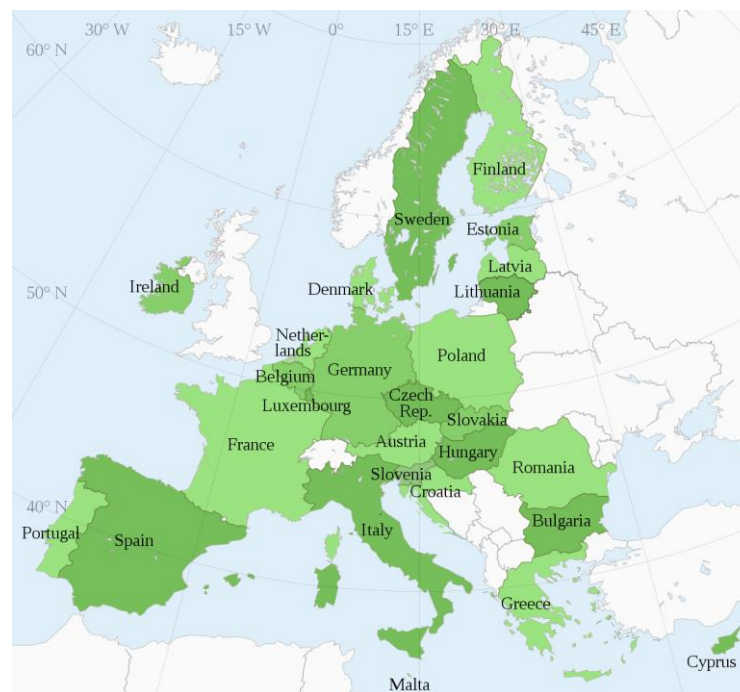 30° W
15° W
0°
15° E
30° E
45° E
60° N
Finland
Sweden
Estonia
Latvia
Ireland
Denmark
Lithuania
50° N
Nether-
lands
Poland
Belgium
Germany
Luxembourg
Czech
Rep.
Slovakia
France
Austria
Hungary
Romania
Slovenia
Croatia
40° N
Portugal
Spain
Italy
Bulgaria
Greece
Cyprus
Malta